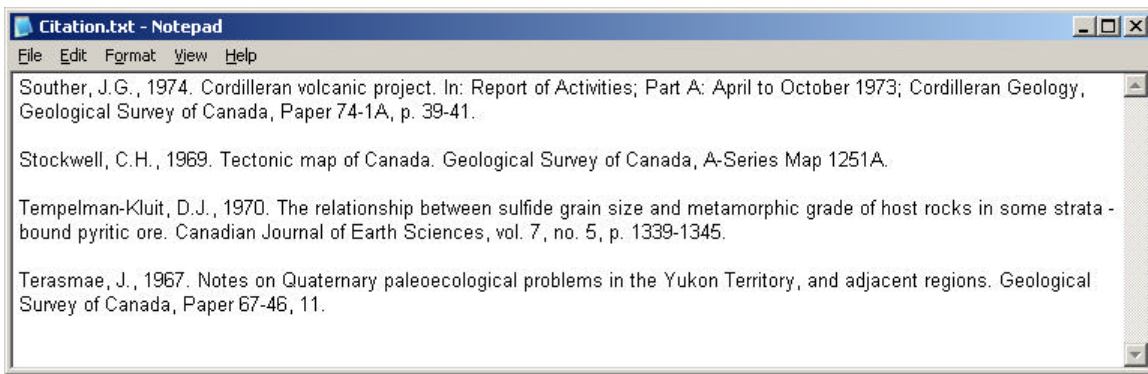 Citation.txt - Notepad
File Edit Format View Help
Souther, J.G., 1974. Cordilleran volcanic project. In: Report of Activities; Part A: April to October 1973; Cordilleran Geology,
Geological Survey of Canada, Paper 74-1A, p. 39-41.
Stockwell, C.H., 1969. Tectonic map of Canada. Geological Survey of Canada, A-Series Map 1251A.
Tempelman-Kluit, D.J., 1970. The relationship between sulfide grain size and metamorphic grade of host rocks in some strata -
bound pyritic ore. Canadian Journal of Earth Sciences, vol. 7, no. 5, p. 1339-1345.
Terasmae, J., 1967. Notes on Quaternary paleoecological problems in the Yukon Territory, and adjacent regions. Geological
Survey of Canada, Paper 67-46, 11.